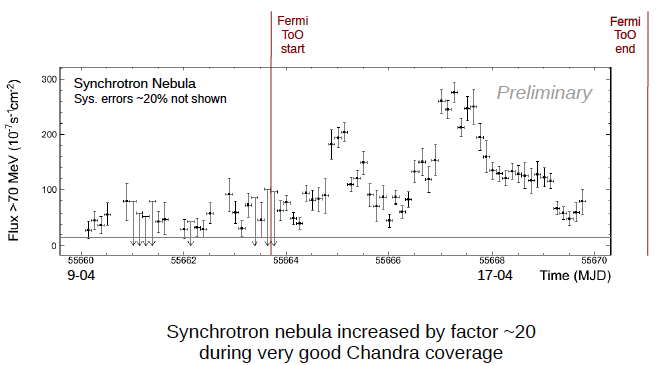 Fermi
ToO
start
Fermi
ToO
end
Synchrotron Nebula
Sys. errors ~20% not shown
Preliminary
Flux >70 MeV (10⁻⁷s⁻¹cm⁻²)
300
200
100
0
55660
55662
55664
55666
55668
55670
9-04
17-04
Time (MJD)
Synchrotron nebula increased by factor ~20
during very good Chandra coverage